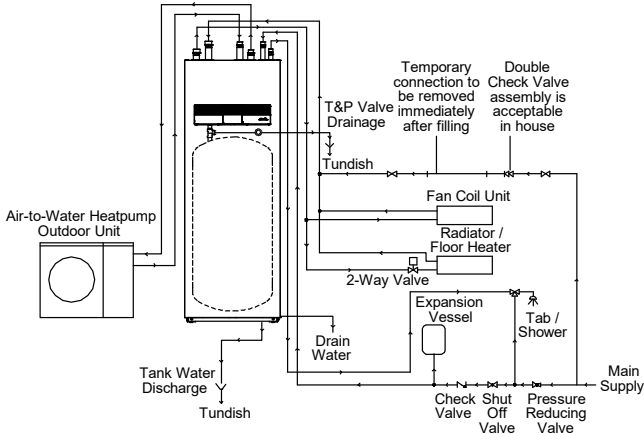 Temporary
connection to
be removed
immediately
after filling
Double
Check Valve
assembly is
acceptable
in house
T&P Valve
Drainage
Tundish
Fan Coil Unit
Radiator /
Floor Heater
2-Way Valve
Air-to-Water Heatpump
Outdoor Unit
Expansion
Vessel
Tab /
Shower
Drain
Water
Tank Water
Discharge
Tundish
Check
Valve
Shut
Off
Valve
Pressure
Reducing
Valve
Main
Supply